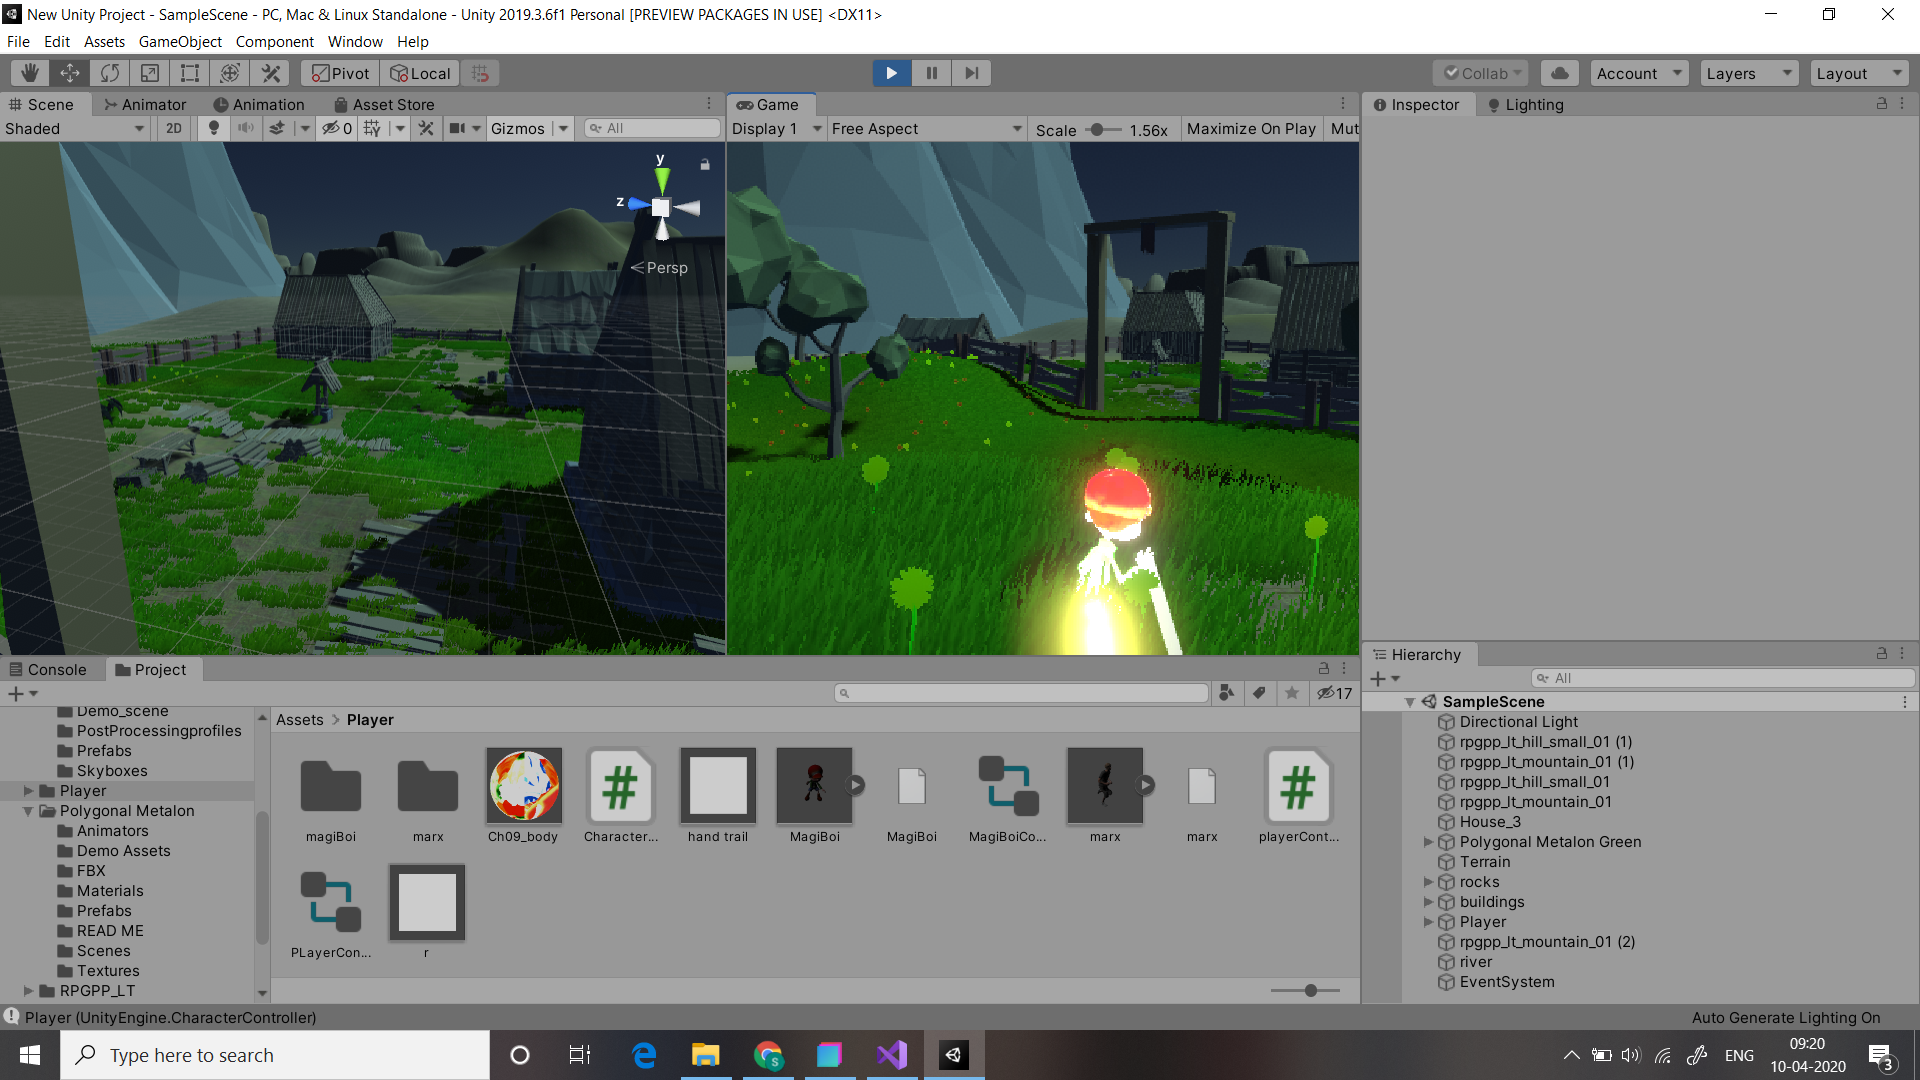 New Unity Project - SampleScene - PC, Mac & Linux Standalone - Unity 2019.3.6f1 Personal [PREVIEW PACKAGES IN USE] <DX11>
File Edit Assets GameObject Component Window Help
Pivot Local Collab Account Layers Layout
Scene Animator Animation Asset Store
Shaded 2D 0 Gizmos All
y
z
Persp
Game
Display 1 Free Aspect Scale 1.56x Maximize On Play Mut
Inspector Lighting
Console Project
17
Demo_scene
PostProcessingprofiles
Prefabs
Skyboxes
Player
Polygonal Metalon
Animators
Demo Assets
FBX
Materials
Prefabs
READ ME
Scenes
Textures
RPGPP_LT
Assets > Player
magiBoi marx Ch09_body Character... hand trail MagiBoi MagiBoi MagiBoiCo... marx marx playerCont...
PLayerCon... r
Hierarchy
All
SampleScene
Directional Light
rpgpp_lt_hill_small_01 (1)
rpgpp_lt_mountain_01 (1)
rpgpp_lt_hill_small_01
rpgpp_lt_mountain_01
House_3
Polygonal Metalon Green
Terrain
rocks
buildings
Player
rpgpp_lt_mountain_01 (2)
river
EventSystem
Player (UnityEngine.CharacterController)
Auto Generate Lighting On
Type here to search
S
ENG
09:20
10-04-2020
3